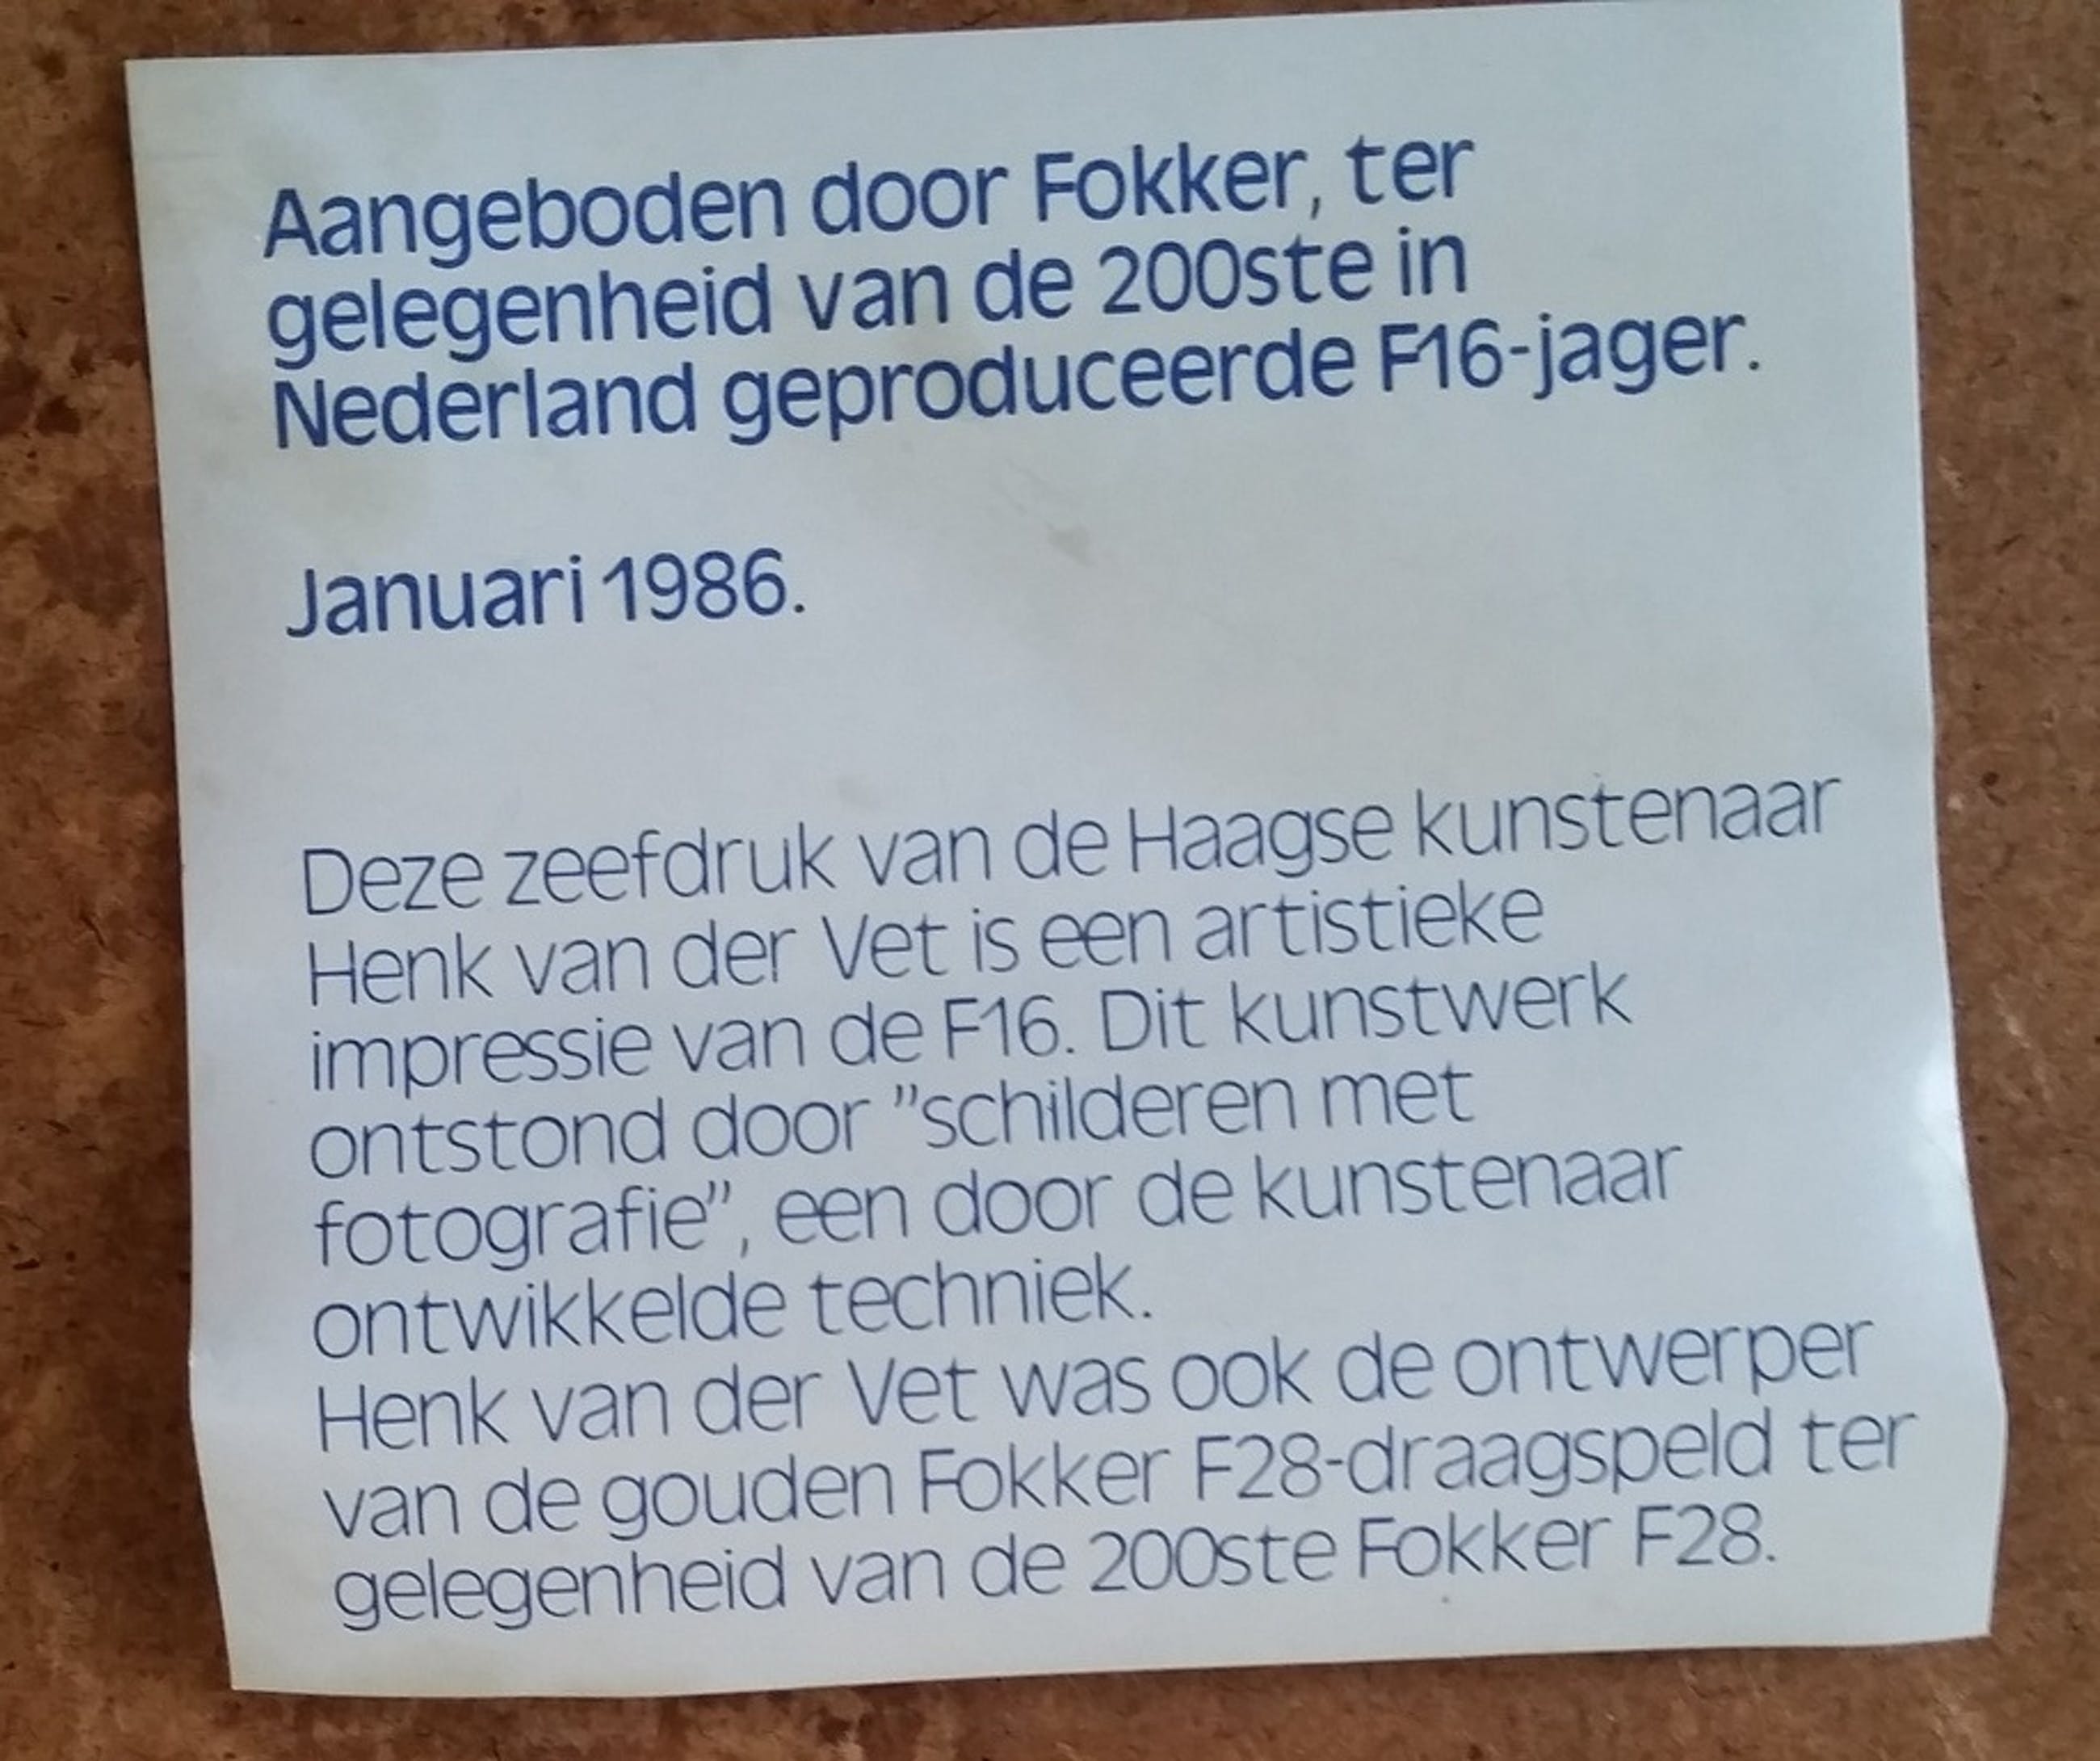 Aangeboden door Fokker, ter
gelegenheid van de 200ste in
Nederland geproduceerde F16-jager.
Januari 1986.
Deze zeefdruk van de Haagse kunstenaar
Henk van der Vet is een artistieke
impressie van de F16. Dit kunstwerk
ontstond door "schilderen met
fotografie", een door de kunstenaar
ontwikkelde techniek.
Henk van der Vet was ook de ontwerper
van de gouden Fokker F28-draagspeld ter
gelegenheid van de 200ste Fokker F28.